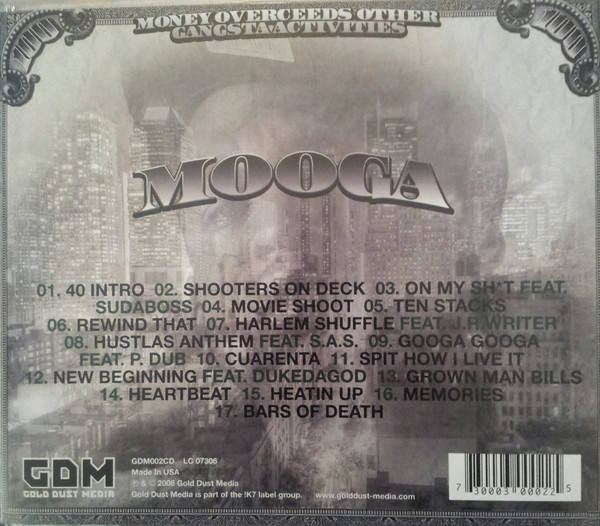 MONEY OVERCEEDS OTHER
GANGSTA ACTIVITIES
MOOGA
01. 40 INTRO 02. SHOOTERS ON DECK 03. ON MY SH*T FEAT.
SUDABOSS 04. MOVIE SHOOT 05. TEN STACKS
06. REWIND THAT 07. HARLEM SHUFFLE FEAT. J.R.WRITER
08. HUSTLAS ANTHEM FEAT. S.A.S. 09. GOOGA GOOGA
FEAT. P. DUB 10. CUARENTA 11. SPIT HOW I LIVE IT
12. NEW BEGINNING FEAT. DUKEDAGOD 13. GROWN MAN BILLS
14. HEARTBEAT 15. HEATIN UP 16. MEMORIES
17. BARS OF DEATH
GDM
GOLD DUST MEDIA
GDM002CD LC 07306
Made In USA
℗ & © 2008 Gold Dust Media
Gold Dust Media is part of the !K7 label group. www.golddust-media.com
7 30003 00022 5